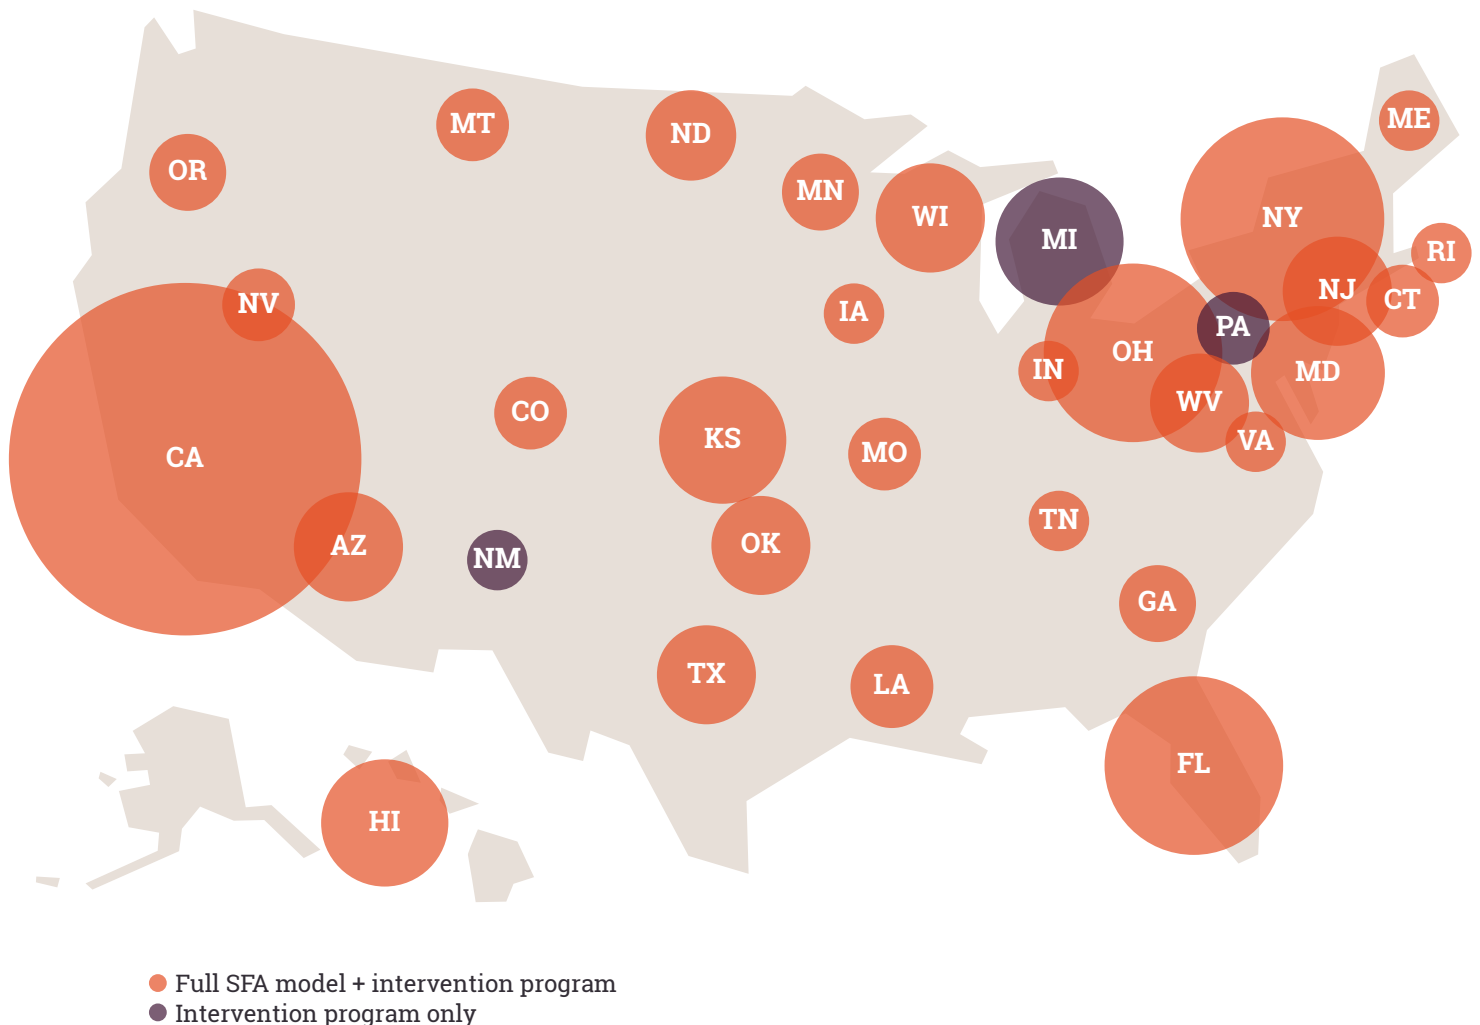 ME
MT
ND
OR
MN
WI
NY
MI
RI
NJ
CT
NV
IA
PA
OH
IN
MD
WV
CO
KS
VA
MO
CA
TN
AZ
OK
NM
GA
TX
LA
FL
HI
Full SFA model + intervention program
Intervention program only